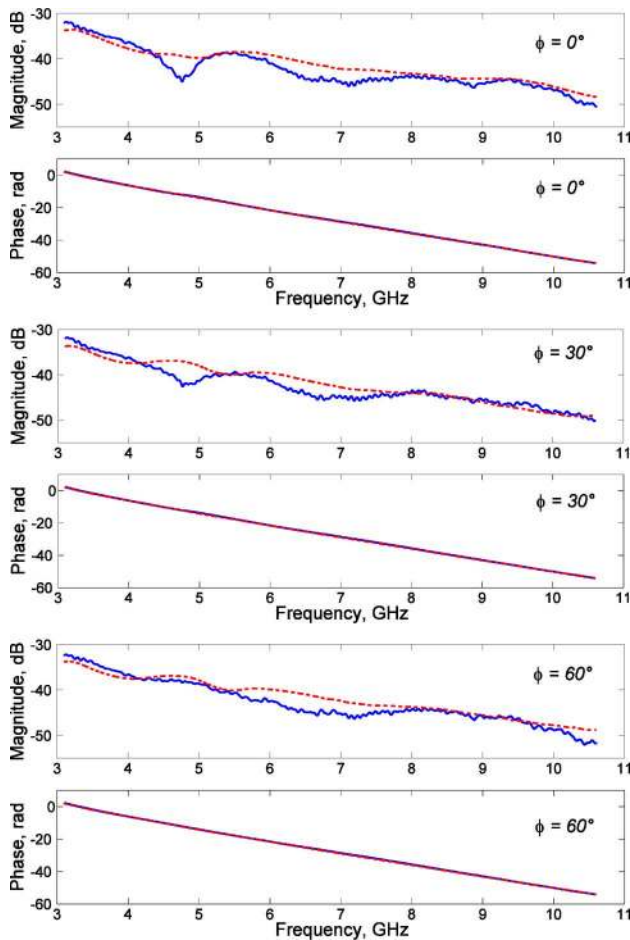 Magnitude, dB
-30
-40
-50
ϕ = 0°
3 4 5 6 7 8 9 10 11
Phase, rad
0
-20
-40
-60
ϕ = 0°
3 4 5 6 7 8 9 10 11
Frequency, GHz
Magnitude, dB
-30
-40
-50
ϕ = 30°
3 4 5 6 7 8 9 10 11
Phase, rad
0
-20
-40
-60
ϕ = 30°
3 4 5 6 7 8 9 10 11
Frequency, GHz
Magnitude, dB
-30
-40
-50
ϕ = 60°
3 4 5 6 7 8 9 10 11
Phase, rad
0
-20
-40
-60
ϕ = 60°
3 4 5 6 7 8 9 10 11
Frequency, GHz